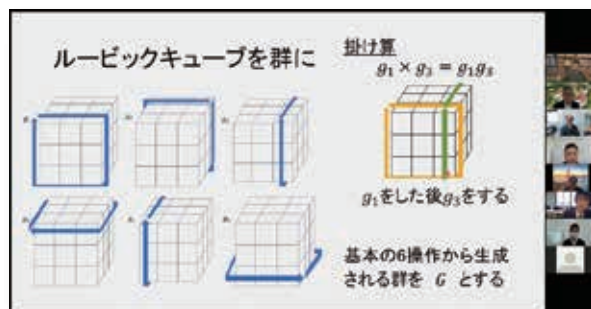 ルービックキューブを群に
掛け算
g₁ × g₃ = g₁g₃
g₁をした後g₃をする
基本の6操作から生成
される群を G とする